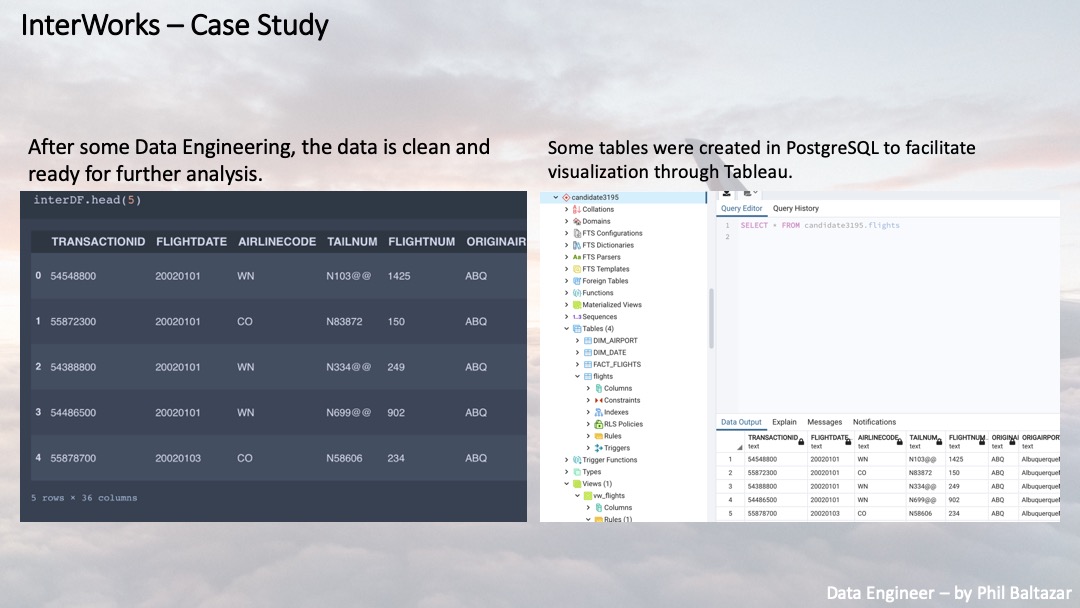 InterWorks – Case Study
After some Data Engineering, the data is clean and
ready for further analysis.
interDF.head(5)
TRANSACTIONID FLIGHTDATE AIRLINECODE TAILNUM FLIGHTNUM ORIGINAIR
0 54548800 20020101 WN N103@@ 1425 ABQ
1 55872300 20020101 CO N83872 150 ABQ
2 54388800 20020101 WN N334@@ 249 ABQ
3 54486500 20020101 WN N699@@ 902 ABQ
4 55878700 20020103 CO N58606 234 ABQ
5 rows × 36 columns
Some tables were created in PostgreSQL to facilitate
visualization through Tableau.
candidate3195
Collations
Domains
FTS Configurations
FTS Dictionaries
Aa FTS Parsers
FTS Templates
Foreign Tables
Functions
Materialized Views
1..3 Sequences
Tables (4)
DIM_AIRPORT
DIM_DATE
FACT_FLIGHTS
flights
Columns
Constraints
Indexes
RLS Policies
Rules
Triggers
Trigger Functions
Types
Views (1)
vw_flights
Columns
Rules (1)
Query Editor Query History
1 SELECT * FROM candidate3195.flights
2
Data Output Explain Messages Notifications
TRANSACTIONID FLIGHTDATE AIRLINECODE TAILNUM FLIGHTNUM ORIGINAI ORIGAIRPOR
text text text text text text text
1 54548800 20020101 WN N103@@ 1425 ABQ Albuquerque
2 55872300 20020101 CO N83872 150 ABQ Albuquerque
3 54388800 20020101 WN N334@@ 249 ABQ Albuquerque
4 54486500 20020101 WN N699@@ 902 ABQ Albuquerque
5 55878700 20020103 CO N58606 234 ABQ Albuquerque
Data Engineer – by Phil Baltazar